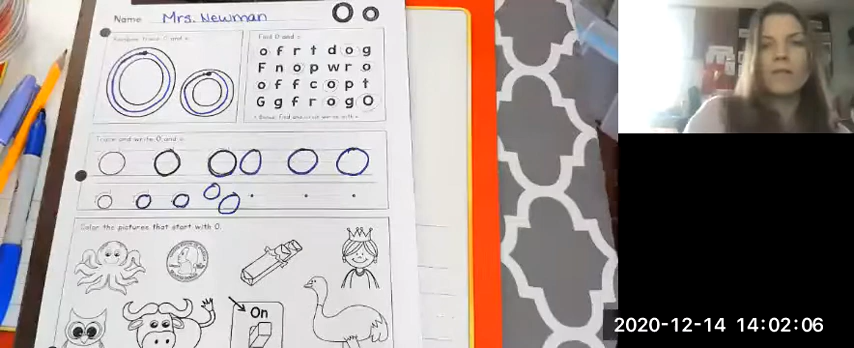 Name Mrs. Newman
O o
Rainbow Trace O and o.
Find O and o.
o f r t d o g
F n o p w r a
o f f c o p t
G g f r o g O
Trace and write O and o.
Color the pictures that start with O.
On
2020-12-14 14:02:06